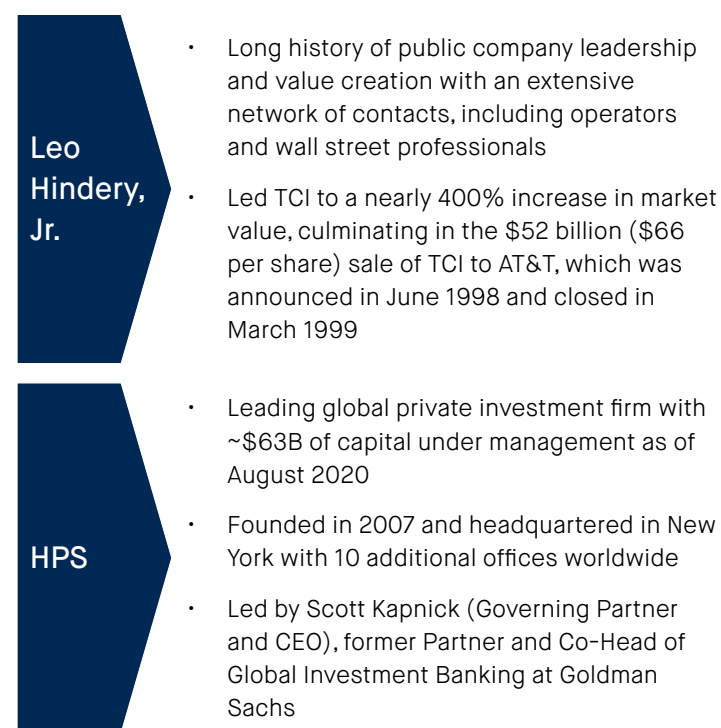 Leo
Hindery,
Jr.
• Long history of public company leadership
and value creation with an extensive
network of contacts, including operators
and wall street professionals
• Led TCI to a nearly 400% increase in market
value, culminating in the $52 billion ($66
per share) sale of TCI to AT&T, which was
announced in June 1998 and closed in
March 1999
HPS
• Leading global private investment firm with
~$63B of capital under management as of
August 2020
• Founded in 2007 and headquartered in New
York with 10 additional offices worldwide
• Led by Scott Kapnick (Governing Partner
and CEO), former Partner and Co-Head of
Global Investment Banking at Goldman
Sachs